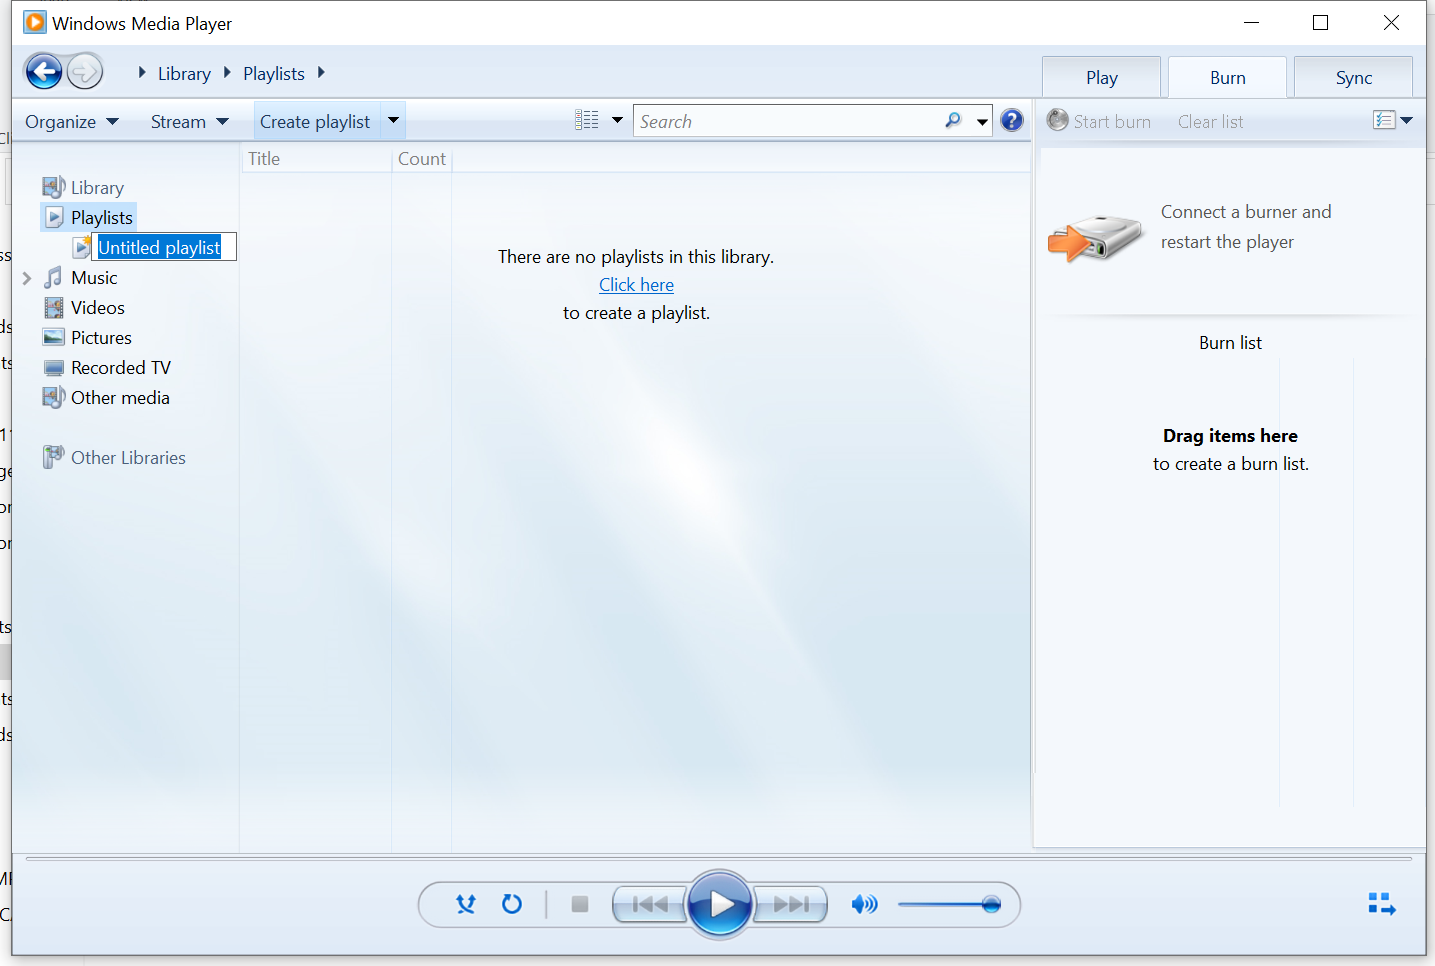 Windows Media Player
Library Playlists
Play Burn Sync
Organize Stream Create playlist Search Start burn Clear list
Title Count
Library
Playlists
Untitled playlist
Music
Videos
Pictures
Recorded TV
Other media
Other Libraries
There are no playlists in this library.
Click here
to create a playlist.
Connect a burner and
restart the player
Burn list
Drag items here
to create a burn list.